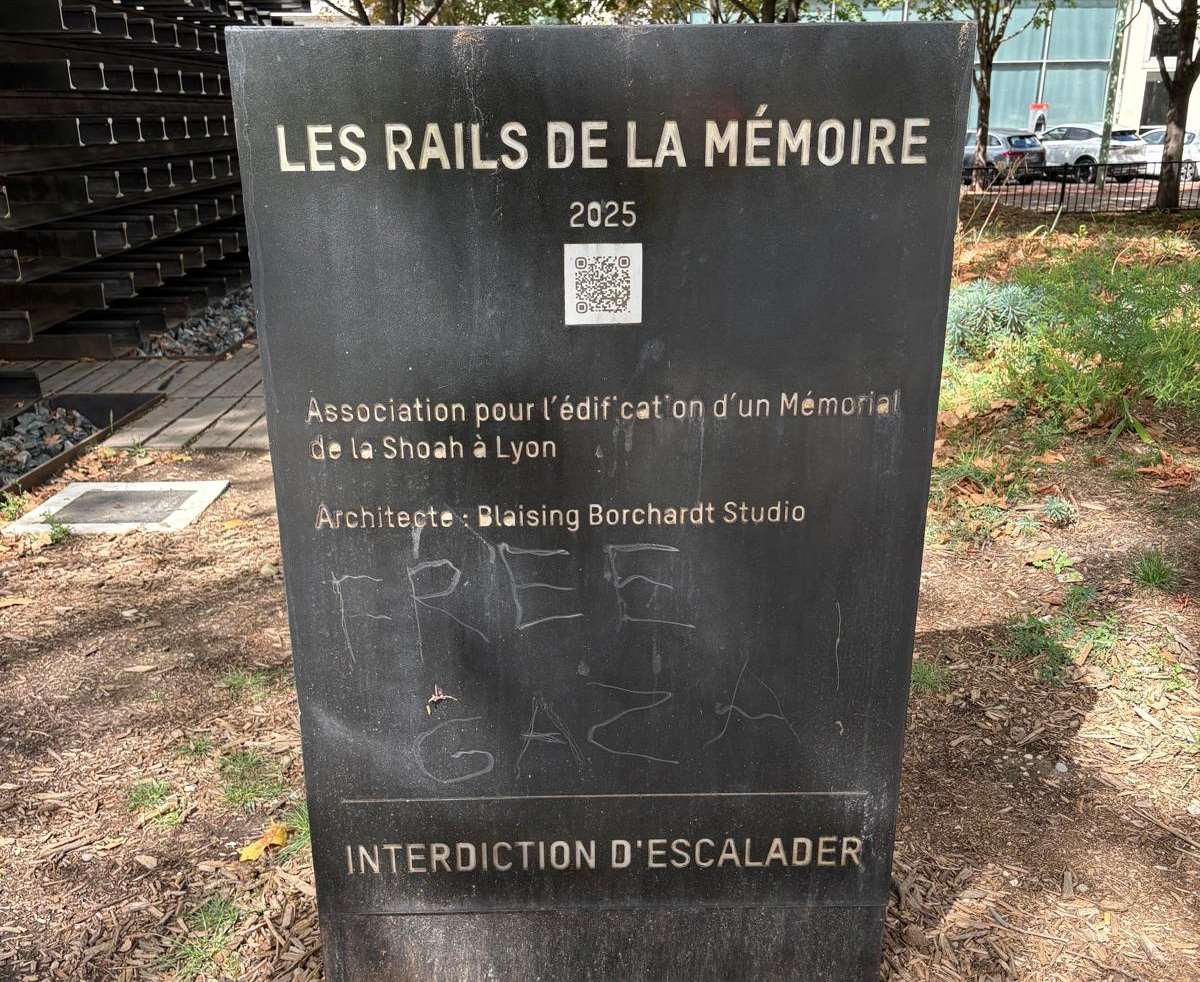 LES RAILS DE LA MÉMOIRE
2025
Association pour l'édification d'un Mémorial
de la Shoah à Lyon
Architecte : Blaising Borchardt Studio
FREE
GAZA
INTERDICTION D'ESCALADER